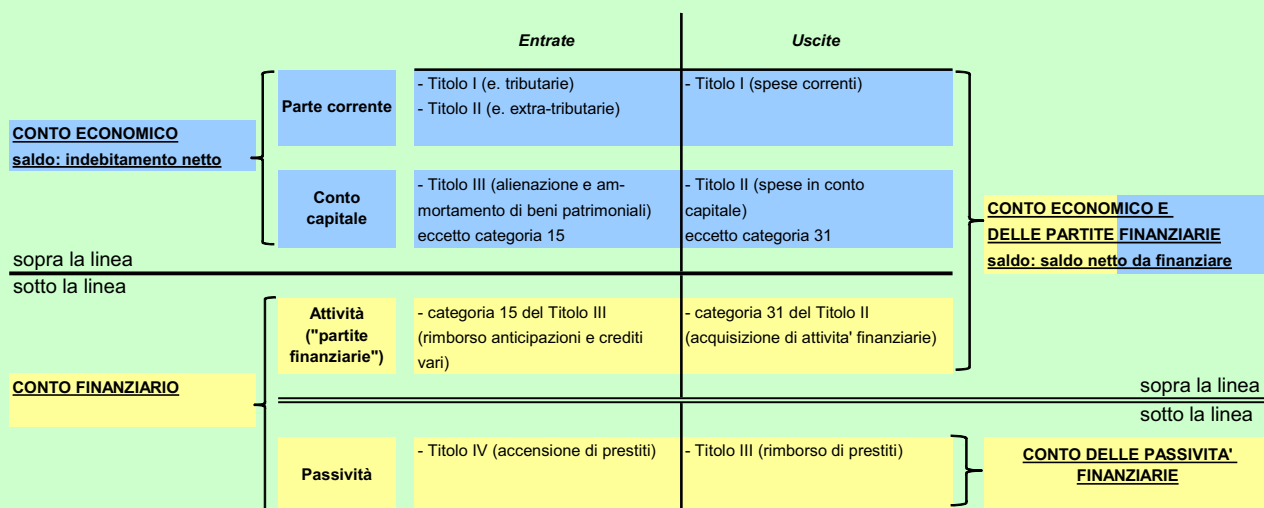 Entrate
Uscite
CONTO ECONOMICO
saldo: indebitamento netto
Parte corrente
- Titolo I (e. tributarie)
- Titolo II (e. extra-tributarie)
- Titolo I (spese correnti)
Conto
capitale
- Titolo III (alienazione e am-
mortamento di beni patrimoniali)
eccetto categoria 15
- Titolo II (spese in conto
capitale)
eccetto categoria 31
CONTO ECONOMICO E
DELLE PARTITE FINANZIARIE
saldo: saldo netto da finanziare
sopra la linea
sotto la linea
CONTO FINANZIARIO
Attività
("partite
finanziarie")
- categoria 15 del Titolo III
(rimborso anticipazioni e crediti
vari)
- categoria 31 del Titolo II
(acquisizione di attivita' finanziarie)
sopra la linea
sotto la linea
Passività
- Titolo IV (accensione di prestiti)
- Titolo III (rimborso di prestiti)
CONTO DELLE PASSIVITA'
FINANZIARIE